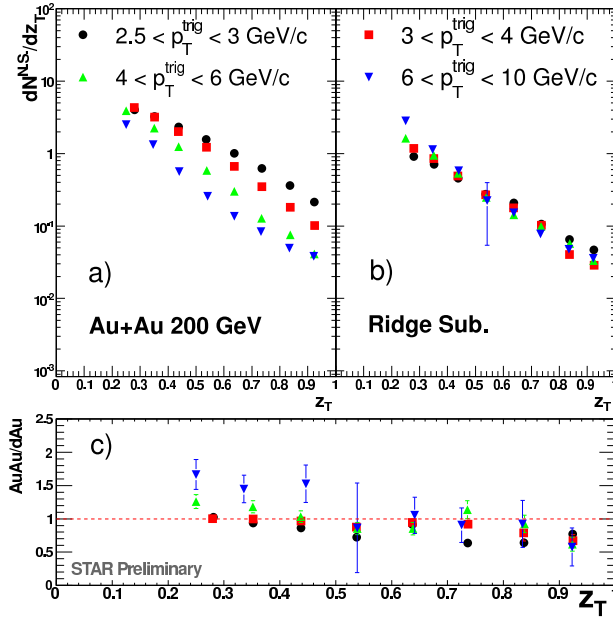 dN^{N.S.}/dz_T
10^2
10
1
10^{-1}
10^{-2}
10^{-3}
2.5 < p_T^{trig} < 3 GeV/c
4 < p_T^{trig} < 6 GeV/c
a)
Au+Au 200 GeV
0 0.1 0.2 0.3 0.4 0.5 0.6 0.7 0.8 0.9 1
z_T
3 < p_T^{trig} < 4 GeV/c
6 < p_T^{trig} < 10 GeV/c
b)
Ridge Sub.
0.1 0.2 0.3 0.4 0.5 0.6 0.7 0.8 0.9 1
z_T
AuAu/dAu
2.5
2
1.5
1
0.5
0
c)
STAR Preliminary
0 0.1 0.2 0.3 0.4 0.5 0.6 0.7 0.8 0.9 1
z_T